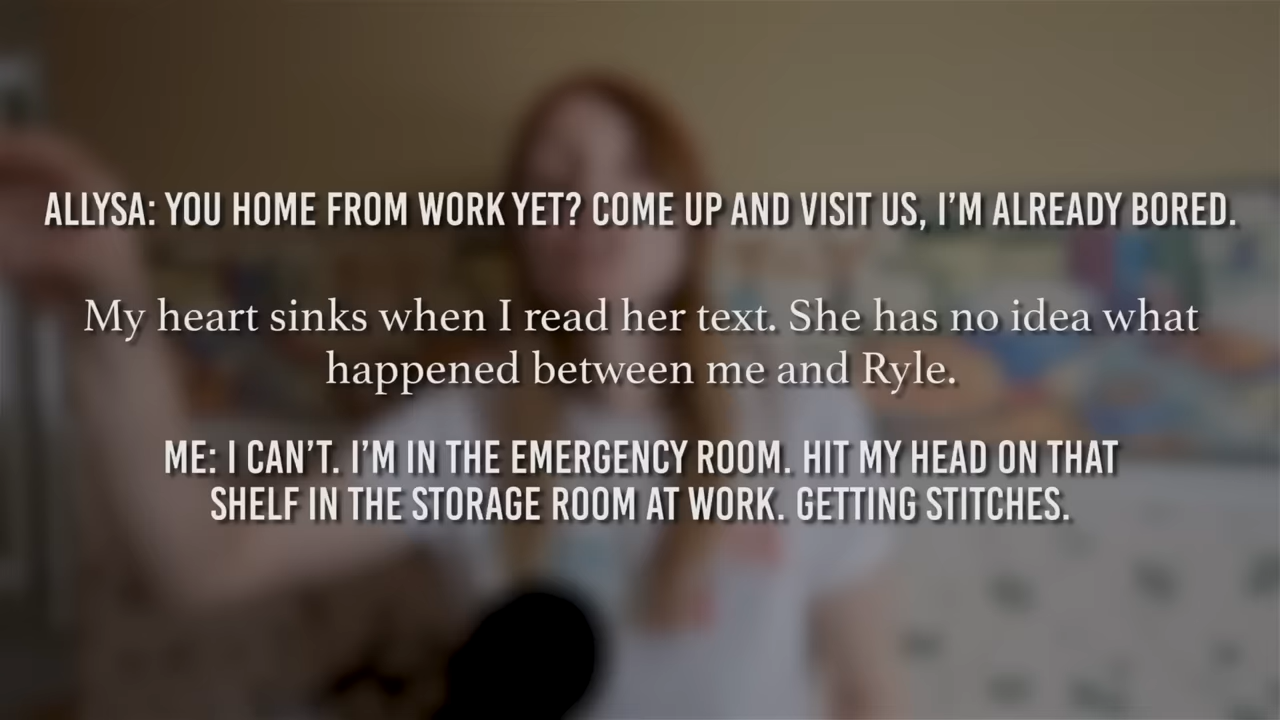 ALLYSA: YOU HOME FROM WORK YET? COME UP AND VISIT US, I'M ALREADY BORED.
My heart sinks when I read her text. She has no idea what
happened between me and Ryle.
ME: I CAN'T. I'M IN THE EMERGENCY ROOM. HIT MY HEAD ON THAT
SHELF IN THE STORAGE ROOM AT WORK. GETTING STITCHES.